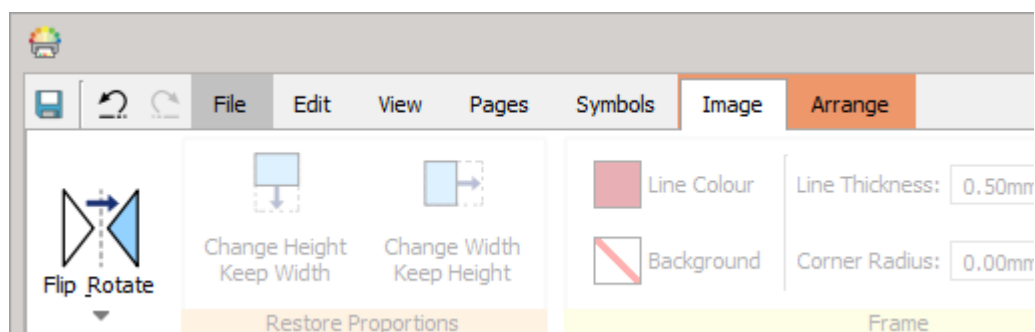 File Edit View Pages Symbols Image Arrange
Flip Rotate
Change Height
Keep Width
Change Width
Keep Height
Restore Proportions
Line Colour
Background
Line Thickness: 0.50mm
Corner Radius: 0.00mm
Frame